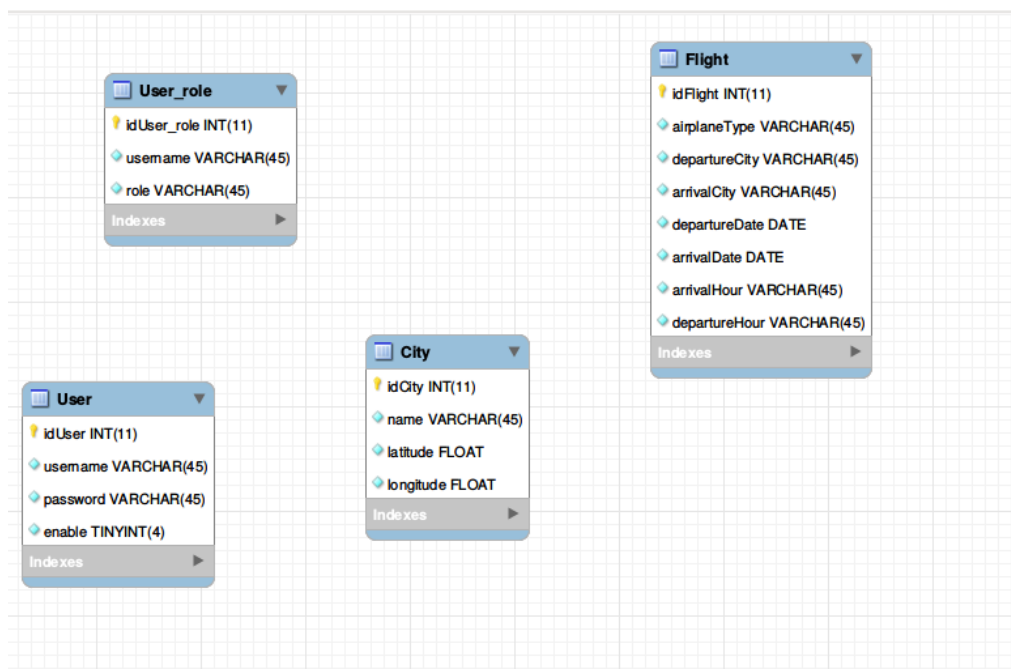 User_role
idUser_role INT(11)
username VARCHAR(45)
role VARCHAR(45)
Indexes
Flight
idFlight INT(11)
airplaneType VARCHAR(45)
departureCity VARCHAR(45)
arrivalCity VARCHAR(45)
departureDate DATE
arrivalDate DATE
arrivalHour VARCHAR(45)
departureHour VARCHAR(45)
Indexes
City
idCity INT(11)
name VARCHAR(45)
latitude FLOAT
longitude FLOAT
Indexes
User
idUser INT(11)
username VARCHAR(45)
password VARCHAR(45)
enable TINYINT(4)
Indexes